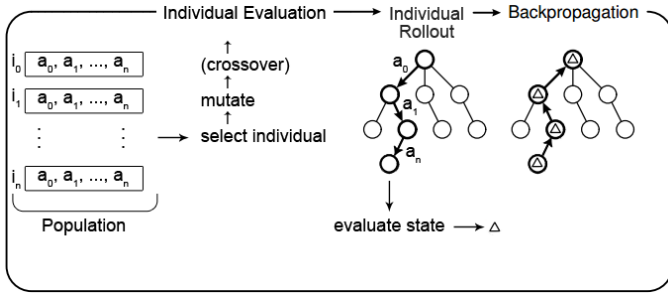 Individual Evaluation
Individual
Rollout
Backpropagation
i0 a0, a1, ..., an
i1 a0, a1, ..., an
in a0, a1, ..., an
Population
(crossover)
mutate
select individual
a0
a1
an
evaluate state